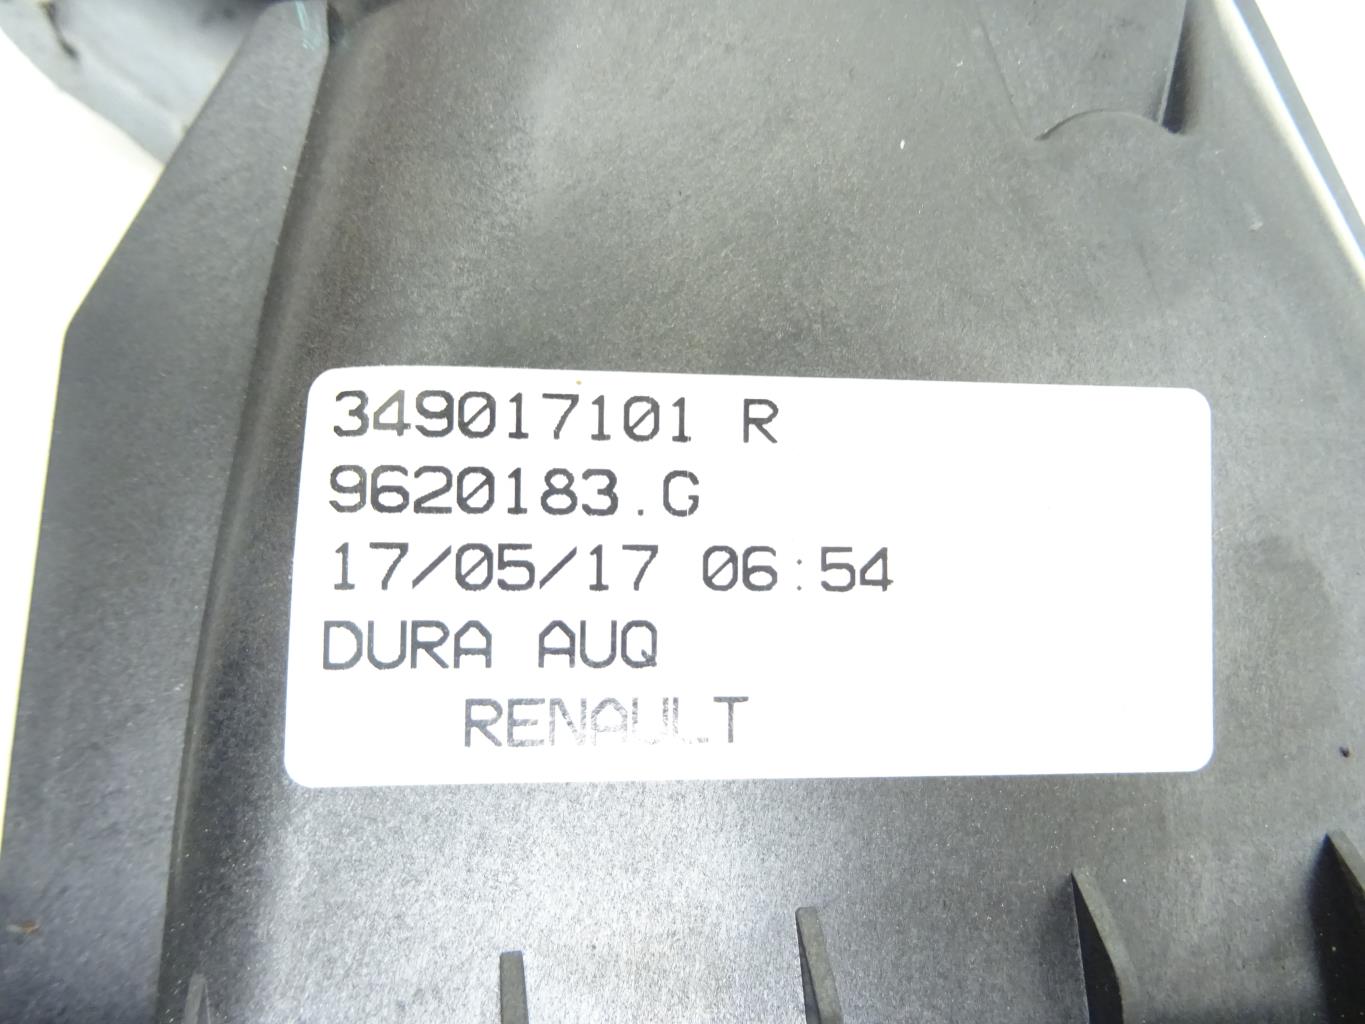 349017101 R
9620183.G
17/05/17 06:54
DURA AUQ
RENAULT